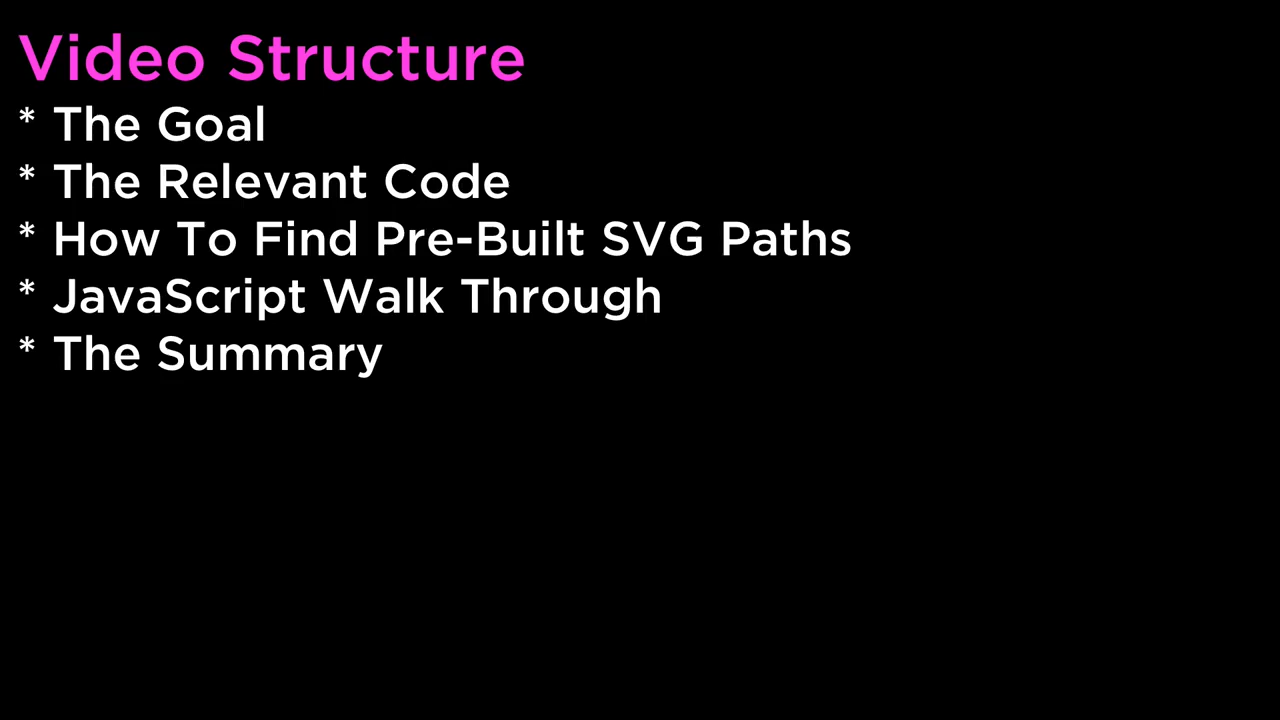 Video Structure
* The Goal
* The Relevant Code
* How To Find Pre-Built SVG Paths
* JavaScript Walk Through
* The Summary